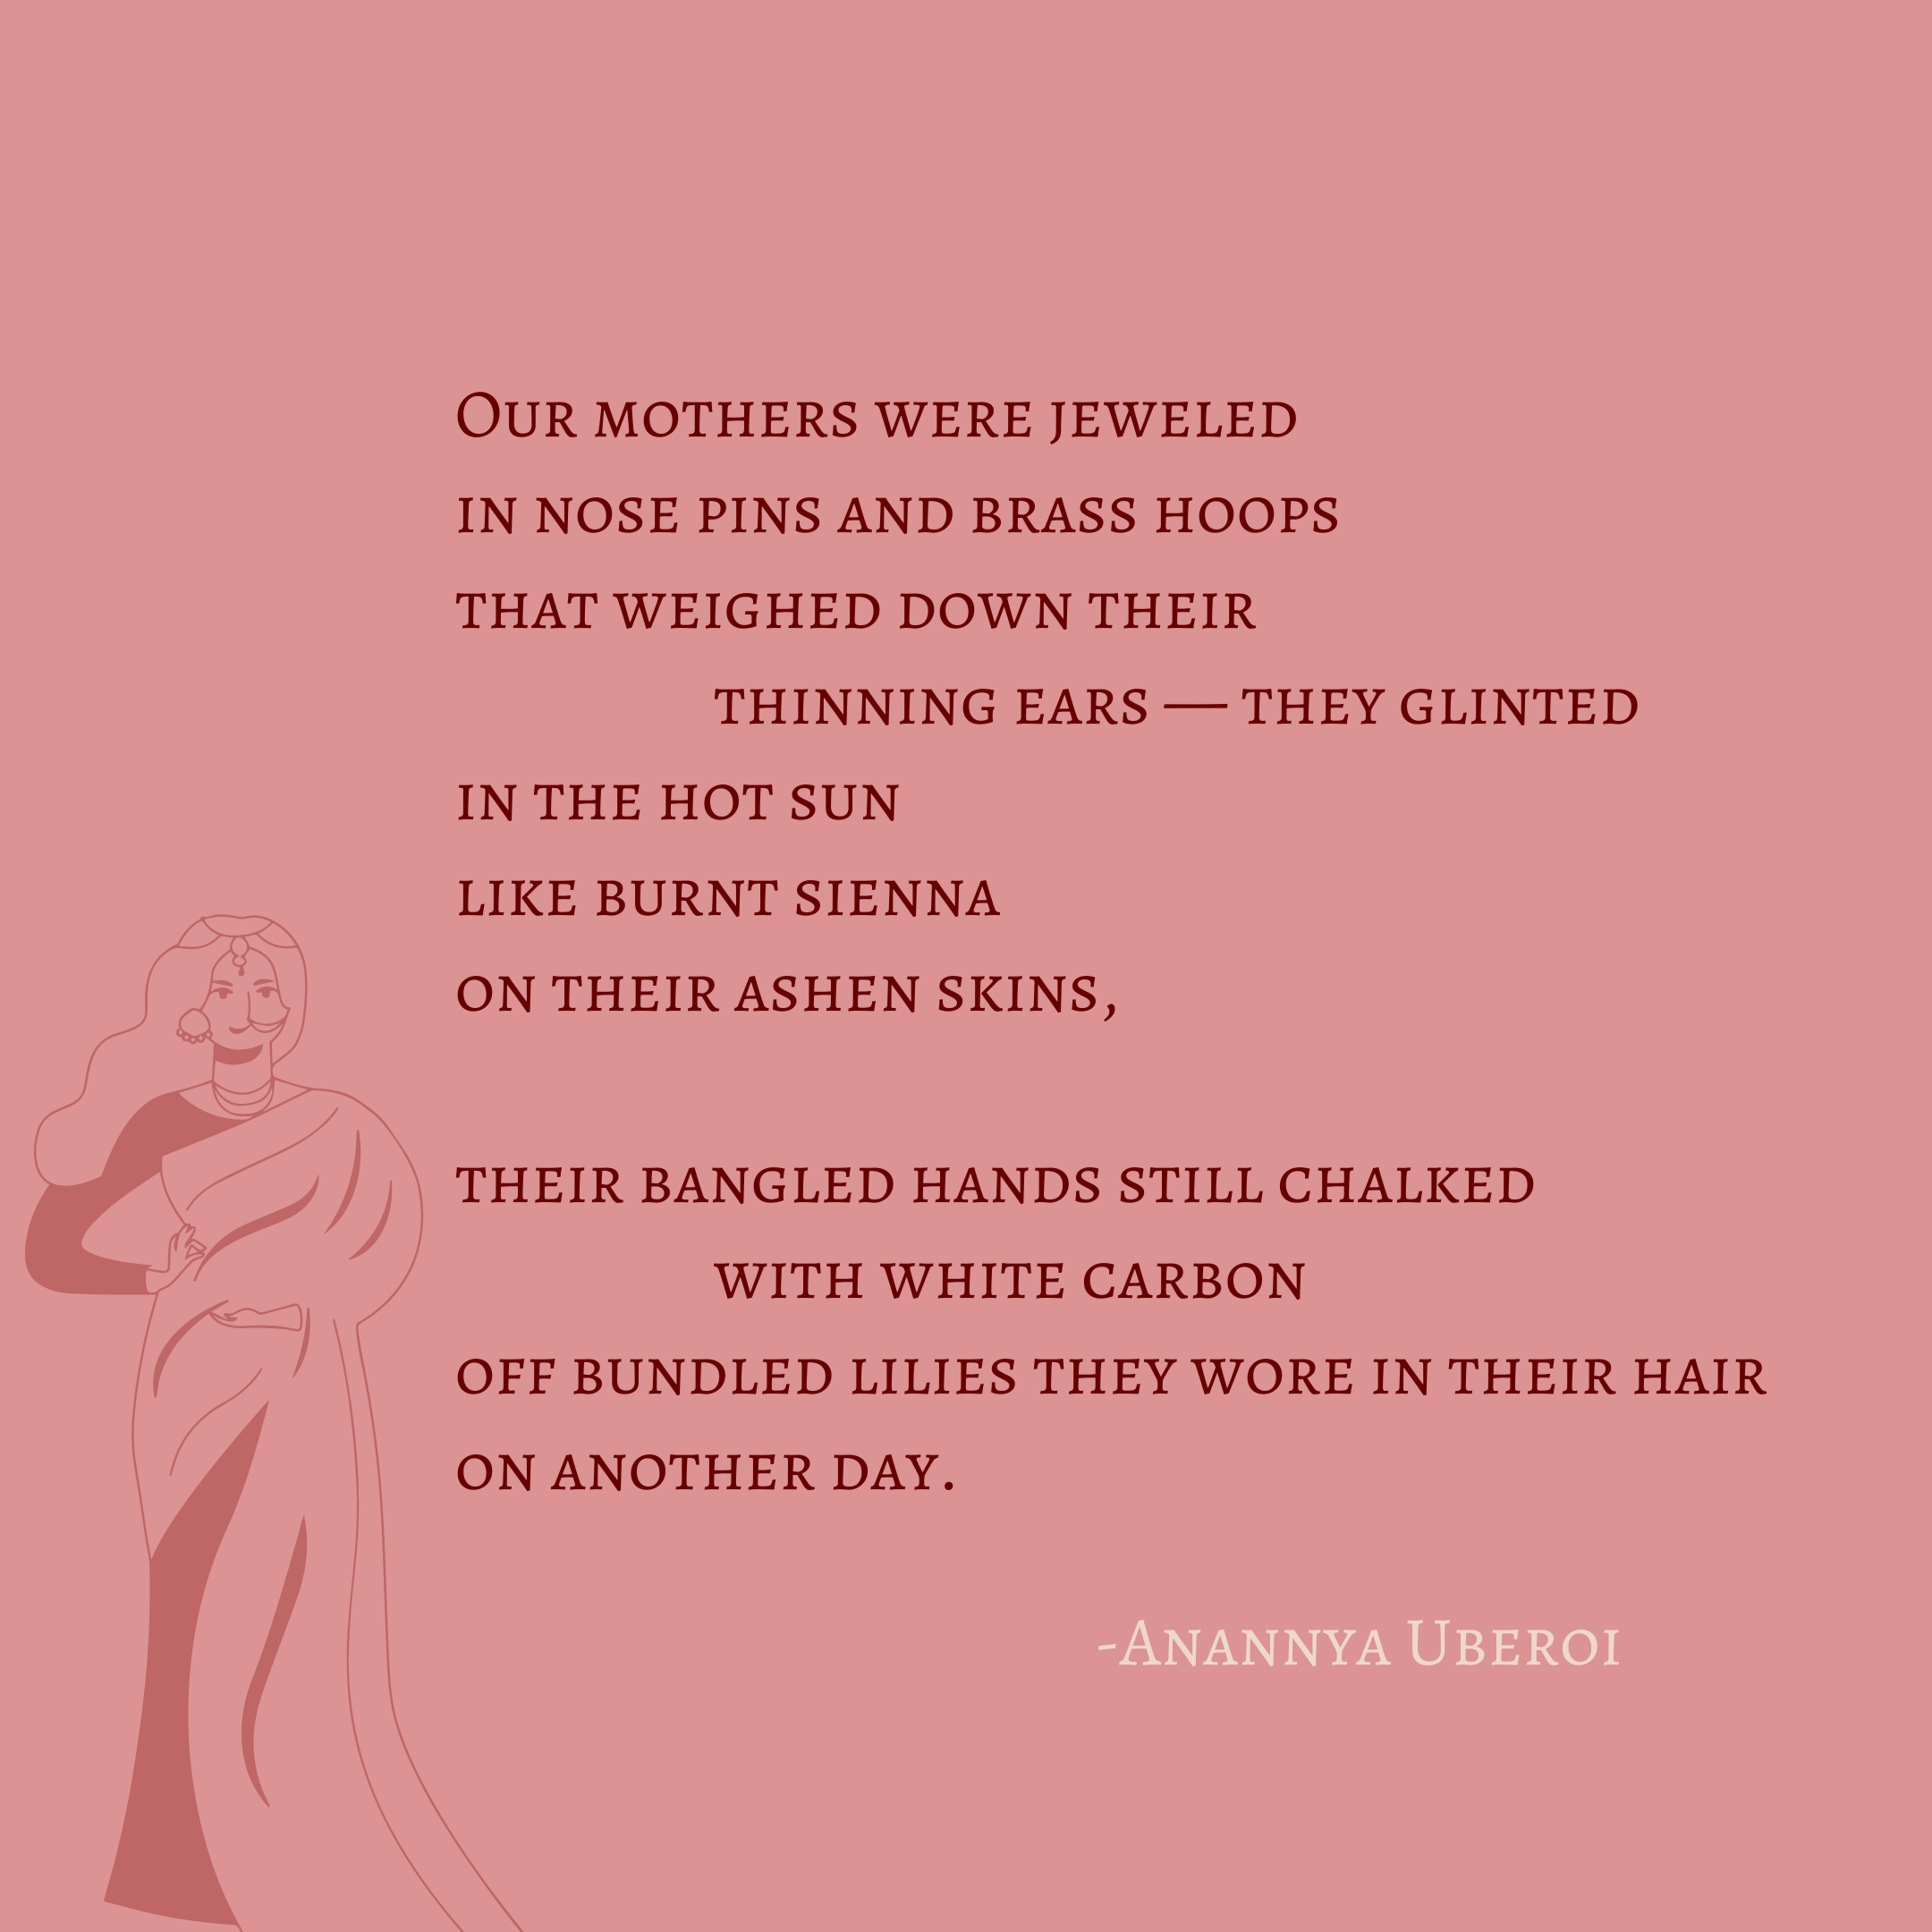 Our mothers were jeweled
in nose pins and brass hoops
that weighed down their
thinning ears — they glinted
in the hot sun
like burnt sienna
on their ashen skins,
their bangled hands still chalked
with white carbon
off bundled lilies they wore in their hair
on another day.
-Anannya Uberoi